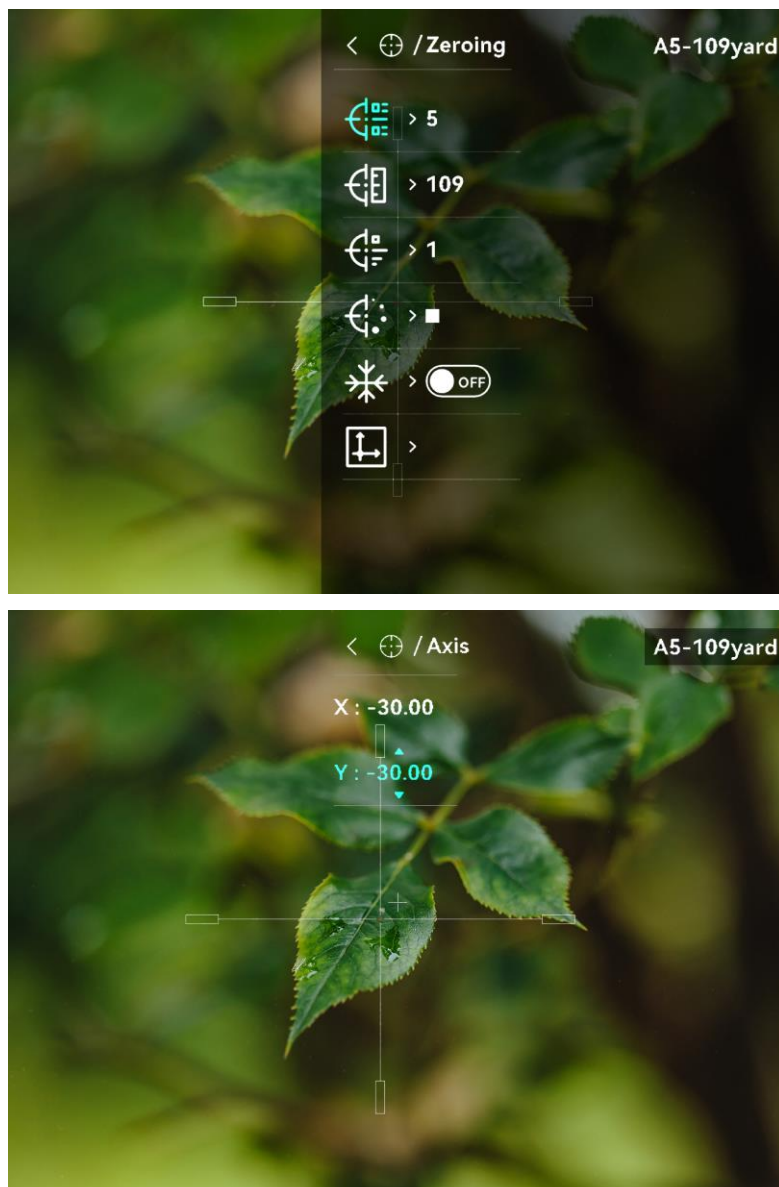 < /Zeroing
A5-109yard
> 5
> 109
> 1
>
> OFF
>
< /Axis
A5-109yard
X : -30.00
Y : -30.00